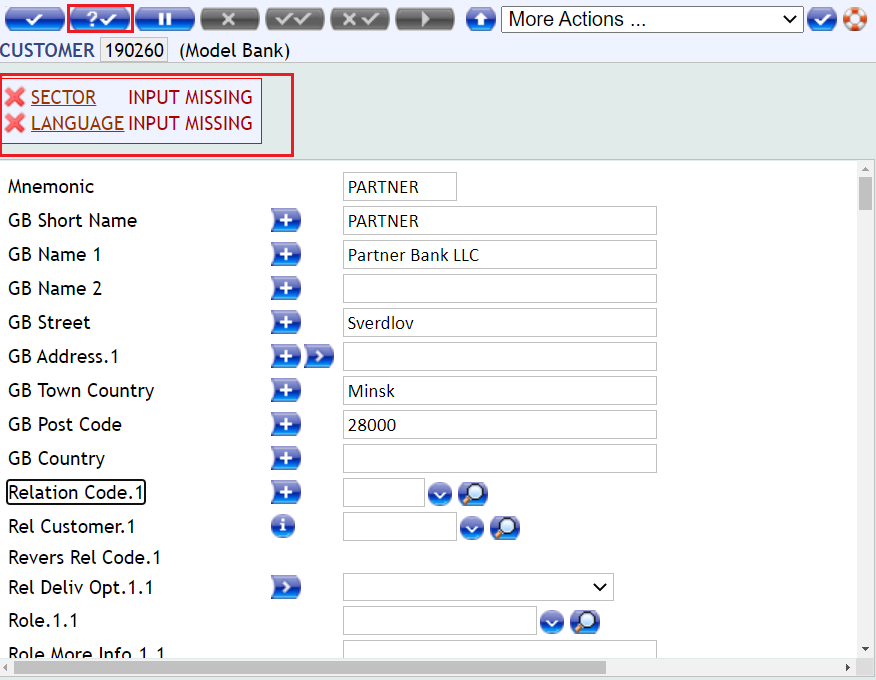 More Actions ...
CUSTOMER 190260 (Model Bank)
SECTOR INPUT MISSING
LANGUAGE INPUT MISSING
Mnemonic PARTNER
GB Short Name PARTNER
GB Name 1 Partner Bank LLC
GB Name 2
GB Street Sverdlov
GB Address.1
GB Town Country Minsk
GB Post Code 28000
GB Country
Relation Code.1
Rel Customer.1
Revers Rel Code.1
Rel Deliv Opt.1.1
Role.1.1
Role More Info.1.1